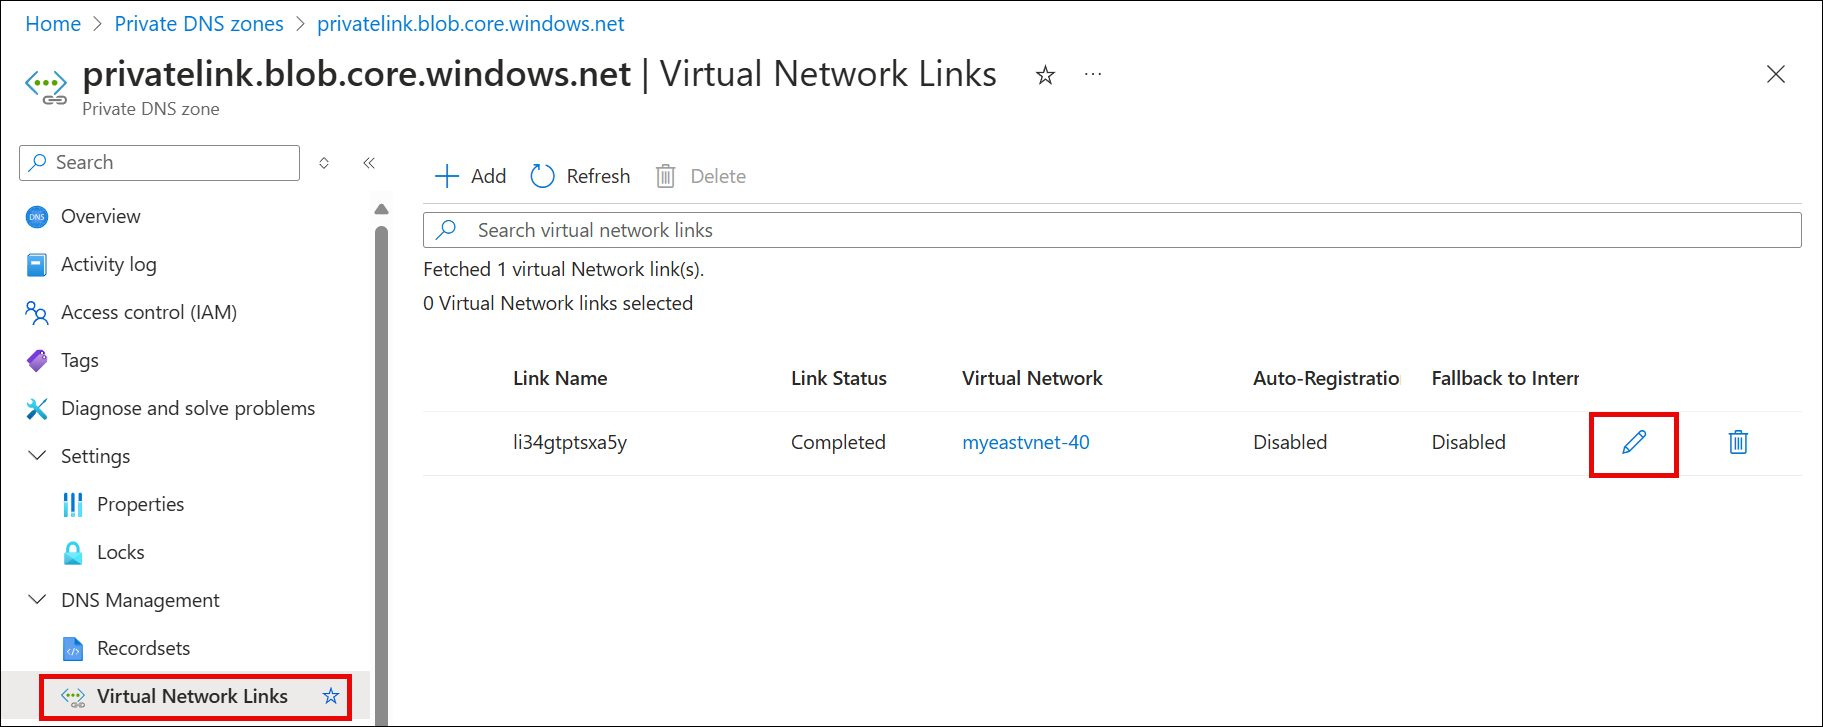 Home > Private DNS zones > privatelink.blob.core.windows.net
privatelink.blob.core.windows.net | Virtual Network Links
Private DNS zone
Search
Add Refresh Delete
Overview
Activity log
Access control (IAM)
Tags
Diagnose and solve problems
Settings
Properties
Locks
DNS Management
Recordsets
Virtual Network Links
Search virtual network links
Fetched 1 virtual Network link(s).
0 Virtual Network links selected
Link Name Link Status Virtual Network Auto-Registratio Fallback to Interr
li34gtptsxa5y Completed myeastvnet-40 Disabled Disabled